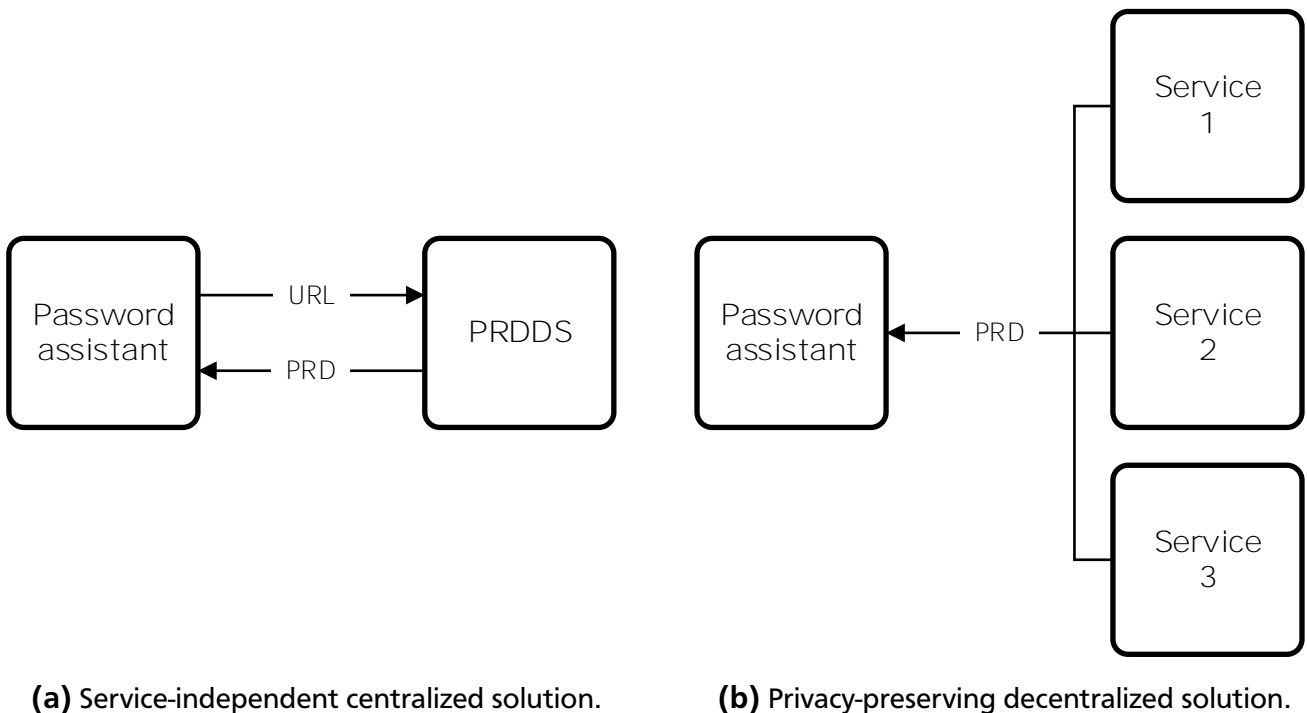 Password
assistant
URL
PRD
PRDDS
(a) Service-independent centralized solution.
Password
assistant
PRD
Service
1
Service
2
Service
3
(b) Privacy-preserving decentralized solution.